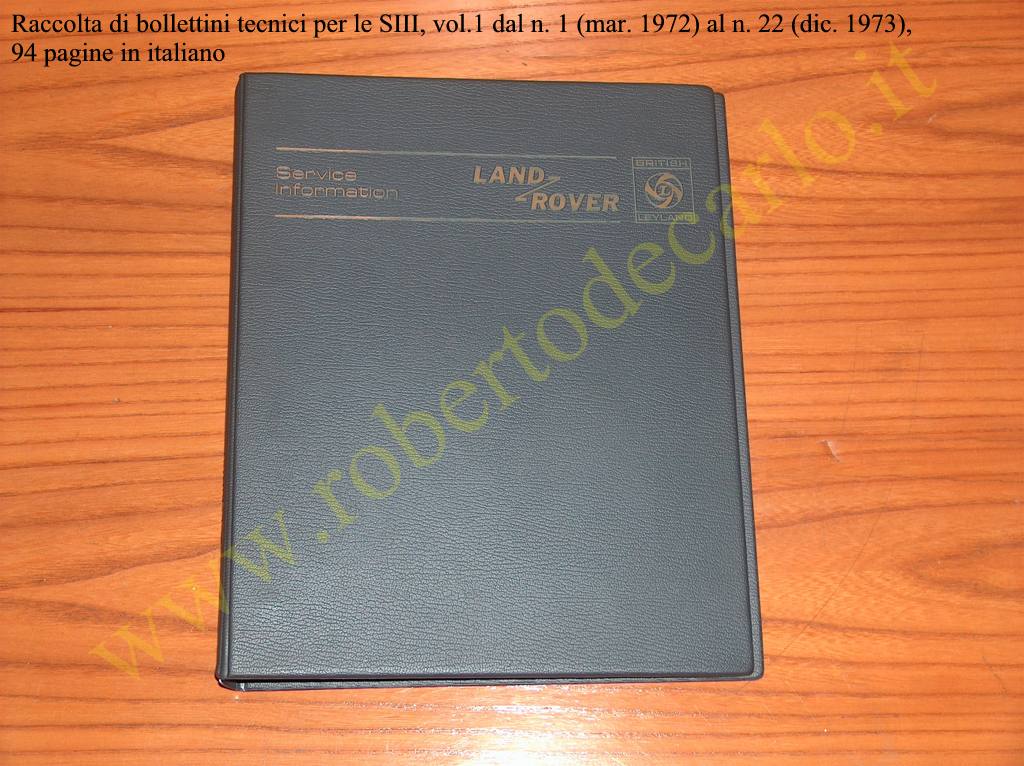 Raccolta di bollettini tecnici per le SIII, vol.1 dal n. 1 (mar. 1972) al n. 22 (dic. 1973),
94 pagine in italiano
Service
Information
LAND
ROVER
BRITISH
L
LEYLAND
www.robertodecarlo.it